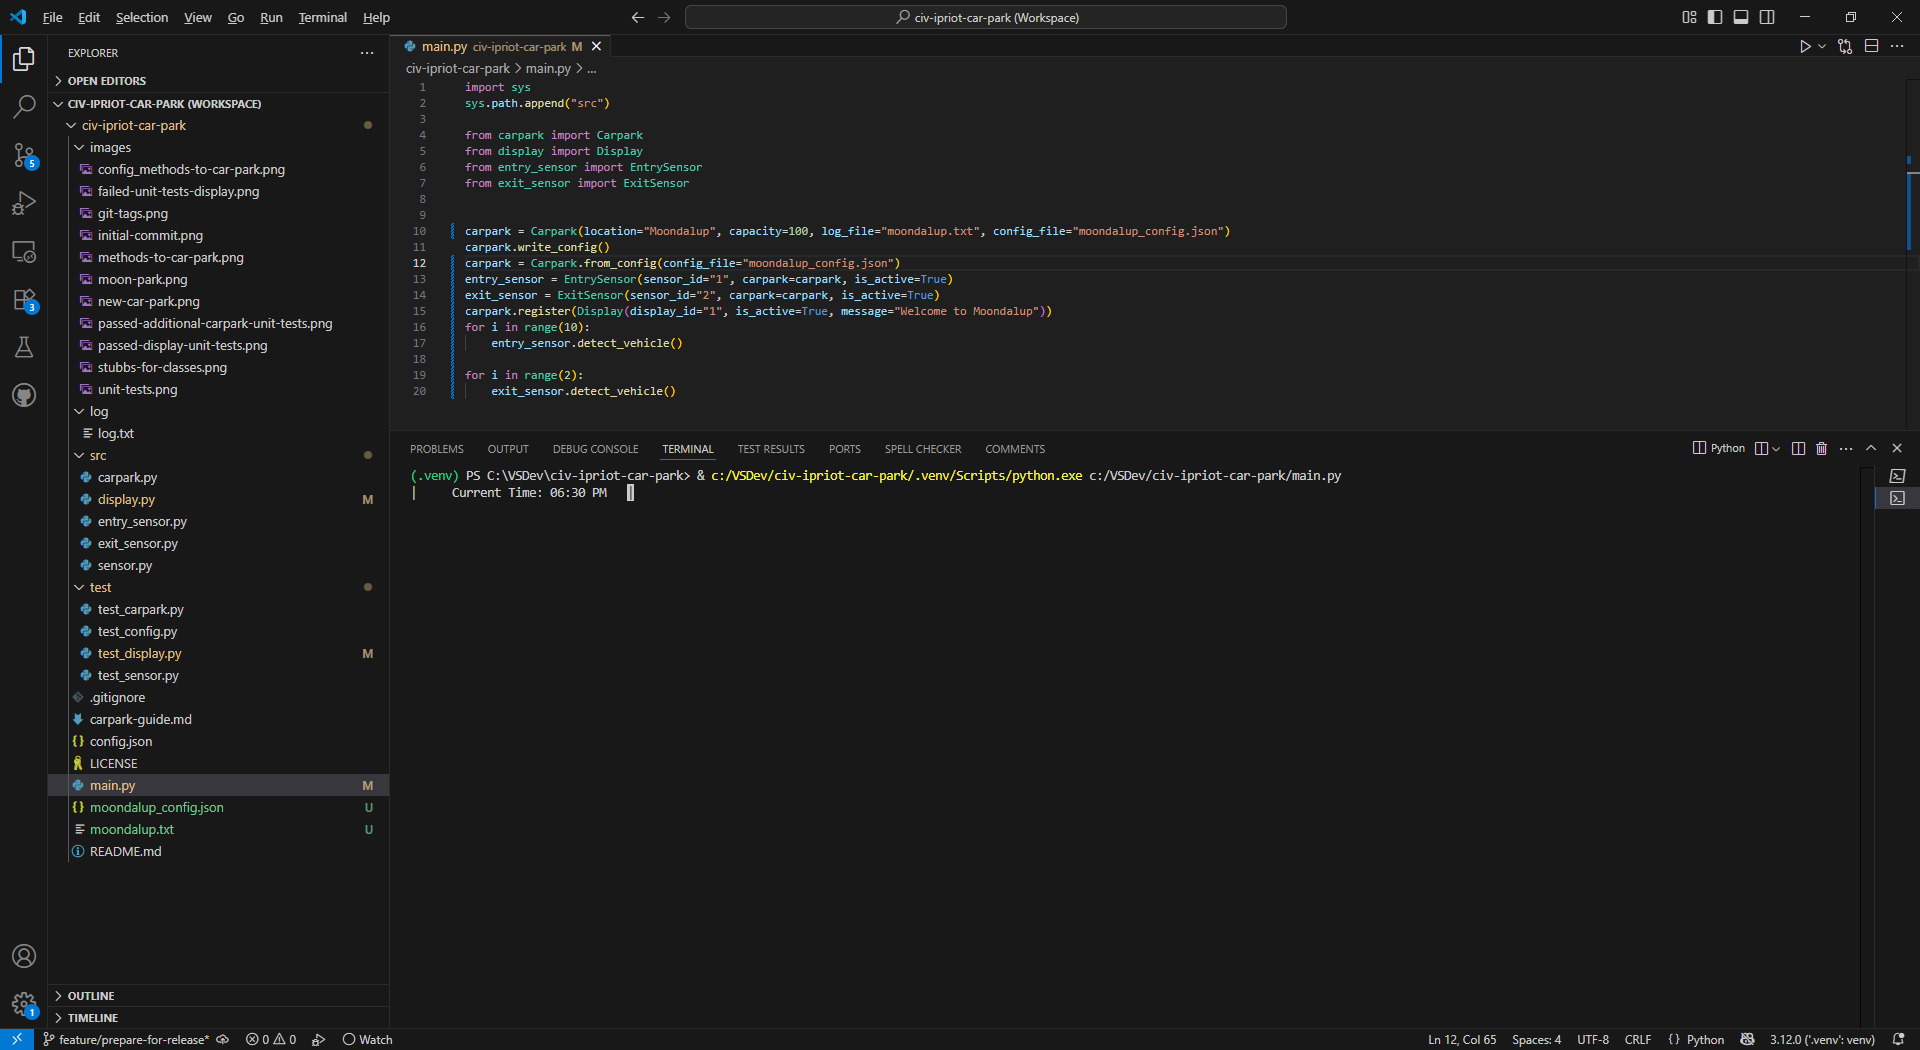 File Edit Selection View Go Run Terminal Help
civ-ipriot-car-park (Workspace)
EXPLORER
OPEN EDITORS
CIV-IPRIOT-CAR-PARK (WORKSPACE)
civ-ipriot-car-park
images
config_methods-to-car-park.png
failed-unit-tests-display.png
git-tags.png
initial-commit.png
methods-to-car-park.png
moon-park.png
new-car-park.png
passed-additional-carpark-unit-tests.png
passed-display-unit-tests.png
stubbs-for-classes.png
unit-tests.png
log
log.txt
src
carpark.py
display.py M
entry_sensor.py
exit_sensor.py
sensor.py
test
test_carpark.py
test_config.py
test_display.py M
test_sensor.py
.gitignore
carpark-guide.md
config.json
LICENSE
main.py M
moondalup_config.json U
moondalup.txt U
README.md
OUTLINE
TIMELINE
5
3
1
main.py civ-ipriot-car-park M
civ-ipriot-car-park > main.py > ...
1 import sys
2 sys.path.append("src")
3
4 from carpark import Carpark
5 from display import Display
6 from entry_sensor import EntrySensor
7 from exit_sensor import ExitSensor
8
9
10 carpark = Carpark(location="Moondalup", capacity=100, log_file="moondalup.txt", config_file="moondalup_config.json")
11 carpark.write_config()
12 carpark = Carpark.from_config(config_file="moondalup_config.json")
13 entry_sensor = EntrySensor(sensor_id="1", carpark=carpark, is_active=True)
14 exit_sensor = ExitSensor(sensor_id="2", carpark=carpark, is_active=True)
15 carpark.register(Display(display_id="1", is_active=True, message="Welcome to Moondalup"))
16 for i in range(10):
17 entry_sensor.detect_vehicle()
18
19 for i in range(2):
20 exit_sensor.detect_vehicle()
PROBLEMS OUTPUT DEBUG CONSOLE TERMINAL TEST RESULTS PORTS SPELL CHECKER COMMENTS
Python
(.venv) PS C:\VSDev\civ-ipriot-car-park> & c:/VSDev/civ-ipriot-car-park/.venv/Scripts/python.exe c:/VSDev/civ-ipriot-car-park/main.py
| Current Time: 06:30 PM |
feature/prepare-for-release* 0 0 Watch
Ln 12, Col 65 Spaces: 4 UTF-8 CRLF { } Python 3.12.0 ('.venv': venv)